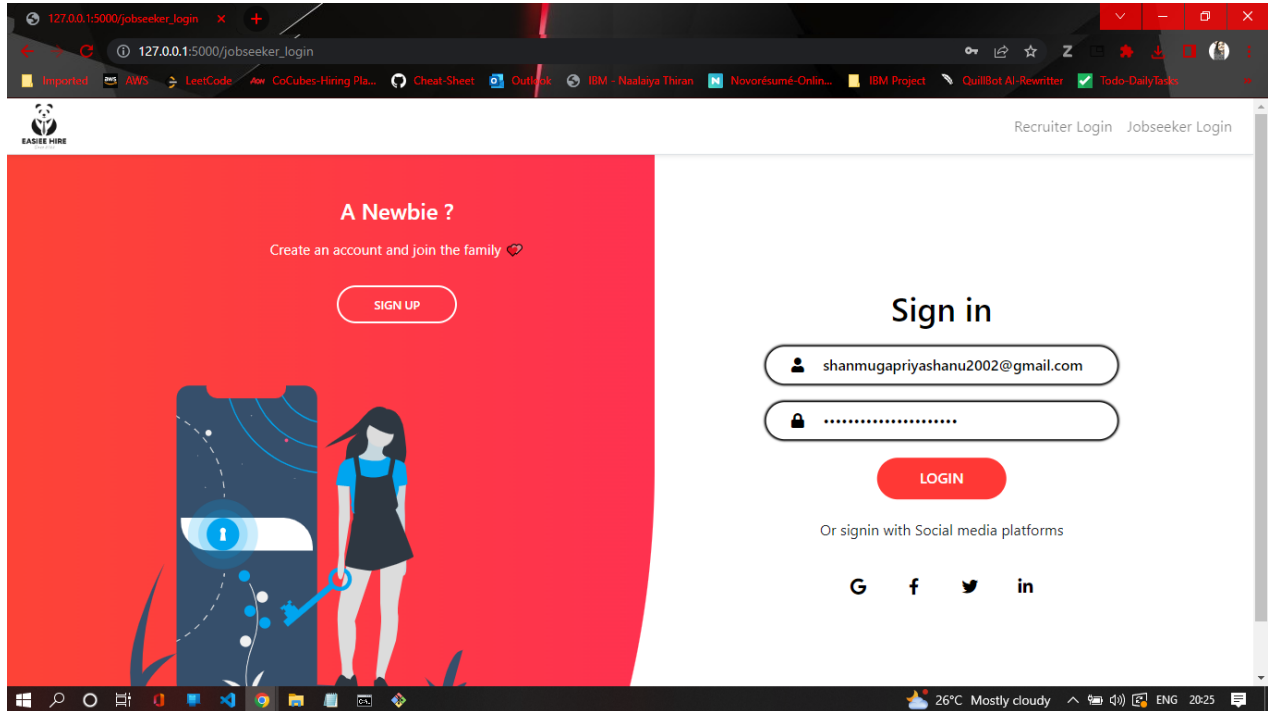 127.0.0.1:5000/jobseeker_login
127.0.0.1:5000/jobseeker_login
Imported AWS LeetCode CoCubes-Hiring Pla... Cheat-Sheet Outlook IBM - Naalaiya Thiran Novorésumé-Onlin... IBM Project QuillBot AI-Rewritter Todo-DailyTasks
EASIEE HIRE
Recruiter Login Jobseeker Login
A Newbie ?
Create an account and join the family
SIGN UP
Sign in
shanmugapriyashanu2002@gmail.com
••••••••••••••••••••••
LOGIN
Or signin with Social media platforms
G f in
26°C Mostly cloudy ENG 20:25